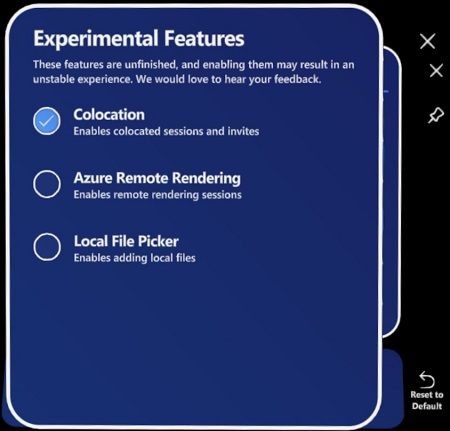 Experimental Features
These features are unfinished, and enabling them may result in an
unstable experience. We would love to hear your feedback.
Colocation
Enables colocated sessions and invites
Azure Remote Rendering
Enables remote rendering sessions
Local File Picker
Enables adding local files
Reset to
Default